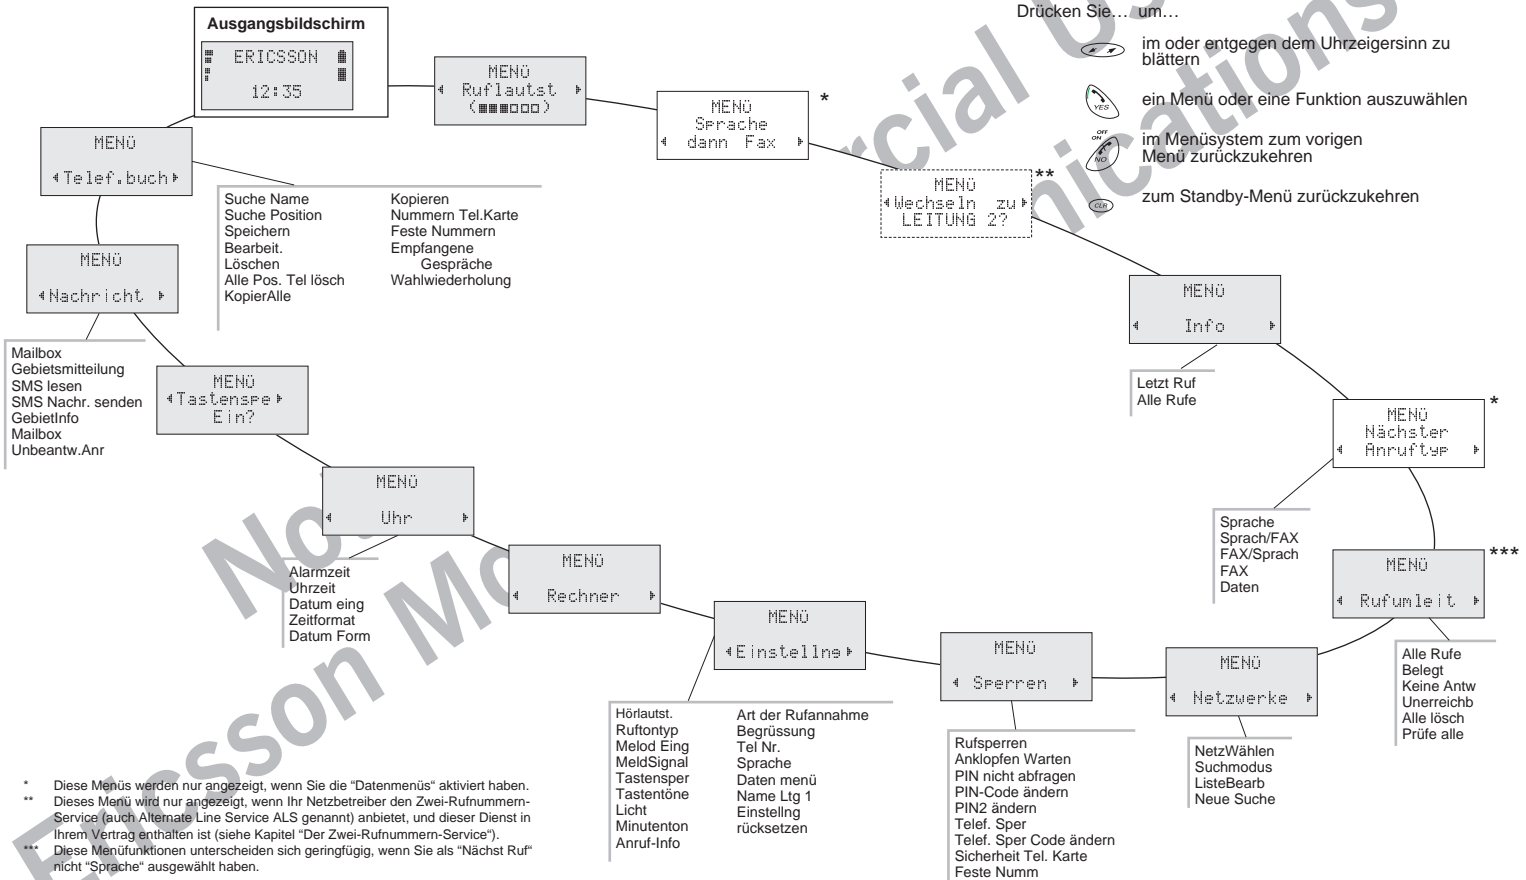 Ausgangsbildschirm
ERICSSON
12:35
MENÜ
Ruflautst
MENÜ
Sprache
dann Fax
*
MENÜ
Wechseln zu
LEITUNG 2?
**
Drücken Sie… um…
im oder entgegen dem Uhrzeigersinn zu
blättern
YES
ein Menü oder eine Funktion auszuwählen
OFF
ON
NO
im Menüsystem zum vorigen
Menü zurückzukehren
CLR
zum Standby-Menü zurückzukehren
MENÜ
Info
Letzt Ruf
Alle Rufe
MENÜ
Nächster
Anruftyp
*
Sprache
Sprach/FAX
FAX/Sprach
FAX
Daten
MENÜ
Rufumleit
***
Alle Rufe
Belegt
Keine Antw
Unerreichb
Alle lösch
Prüfe alle
MENÜ
Netzwerke
NetzWählen
Suchmodus
ListeBearb
Neue Suche
MENÜ
Sperren
Rufsperren
Anklopfen Warten
PIN nicht abfragen
PIN-Code ändern
PIN2 ändern
Telef. Sper
Telef. Sper Code ändern
Sicherheit Tel. Karte
Feste Numm
MENÜ
Einstellng
Hörlautst.
Ruftontyp
Melod Eing
MeldSignal
Tastensper
Tastentöne
Licht
Minutenton
Anruf-Info
Art der Rufannahme
Begrüssung
Tel Nr.
Sprache
Daten menü
Name Ltg 1
Einstellng
rücksetzen
MENÜ
Rechner
MENÜ
Uhr
Alarmzeit
Uhrzeit
Datum eing
Zeitformat
Datum Form
MENÜ
Tastenspe
Ein?
MENÜ
Nachricht
Mailbox
Gebietsmitteilung
SMS lesen
SMS Nachr. senden
GebietInfo
Mailbox
Unbeantw.Anr
MENÜ
Telef.buch
Suche Name
Suche Position
Speichern
Bearbeit.
Löschen
Alle Pos. Tel lösch
KopierAlle
Kopieren
Nummern Tel.Karte
Feste Nummern
Empfangene
Gespräche
Wahlwiederholung
* Diese Menüs werden nur angezeigt, wenn Sie die “Datenmenüs“ aktiviert haben.
** Dieses Menü wird nur angezeigt, wenn Ihr Netzbetreiber den Zwei-Rufnummern-
Service (auch Alternate Line Service ALS genannt) anbietet, und dieser Dienst in
Ihrem Vertrag enthalten ist (siehe Kapitel “Der Zwei-Rufnummern-Service“).
*** Diese Menüfunktionen unterscheiden sich geringfügig, wenn Sie als “Nächst Ruf“
nicht “Sprache“ ausgewählt haben.
Ericsson